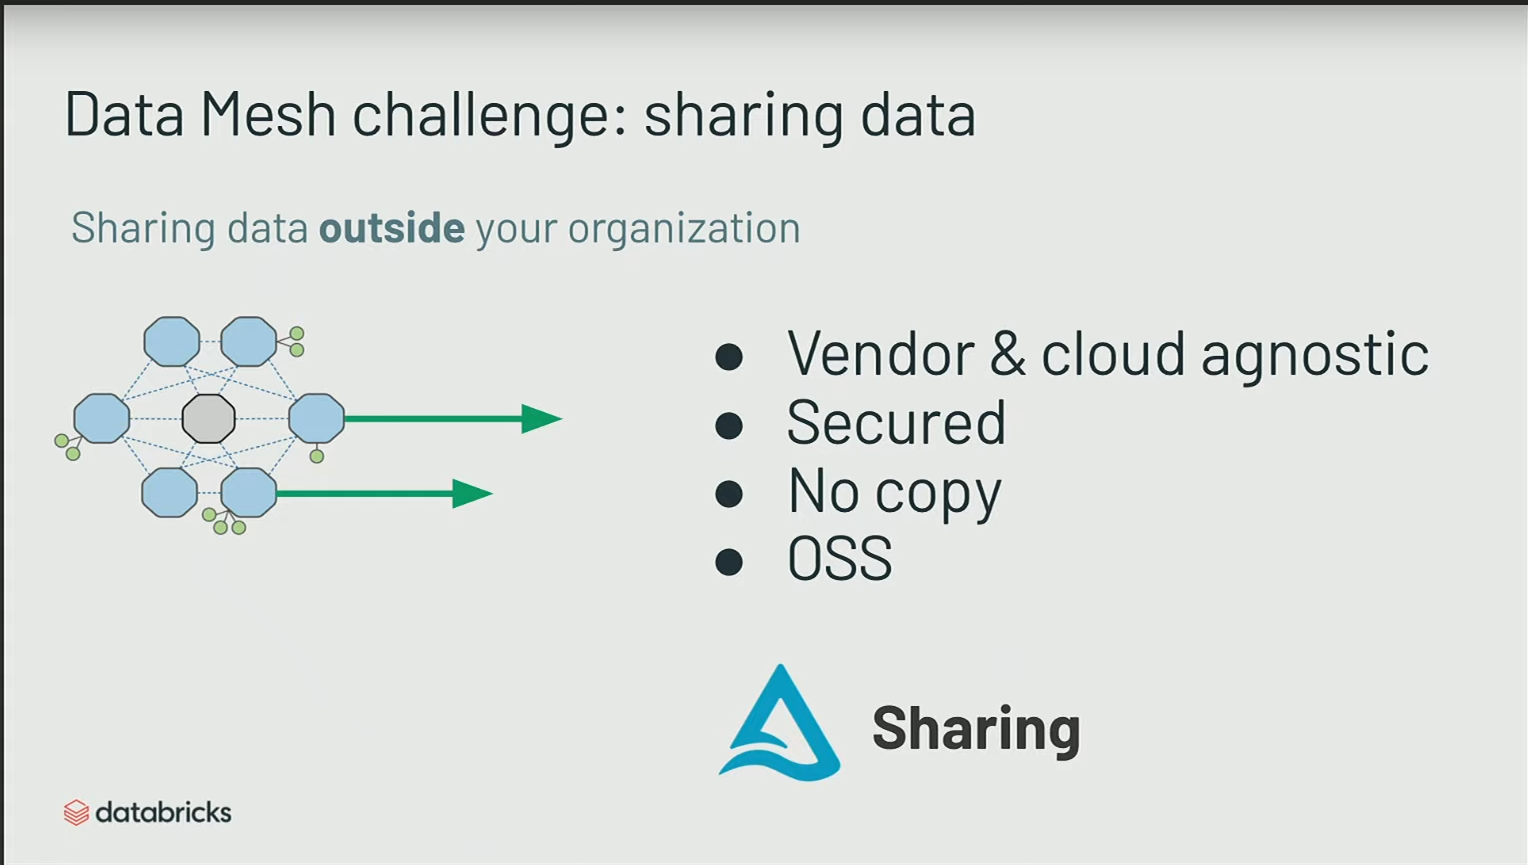 Data Mesh challenge: sharing data
Sharing data outside your organization
● Vendor & cloud agnostic
● Secured
● No copy
● OSS
Sharing
databricks